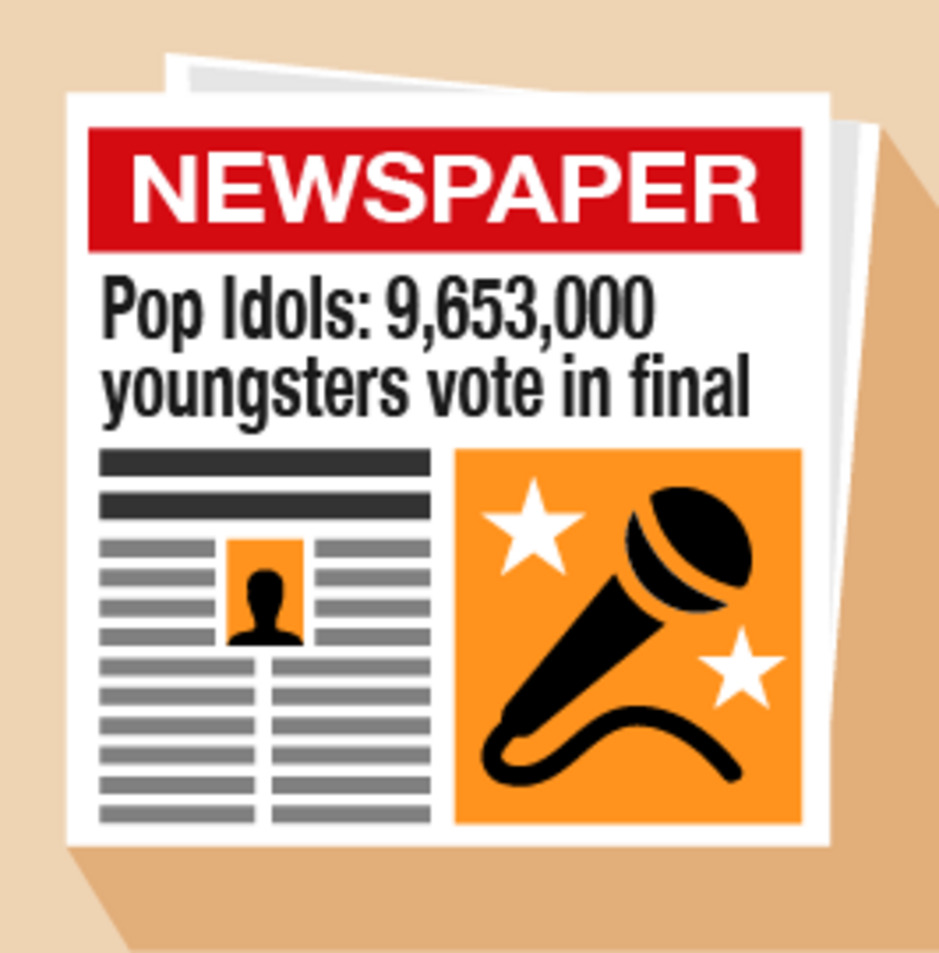 NEWSPAPER
Pop Idols: 9,653,000
youngsters vote in final